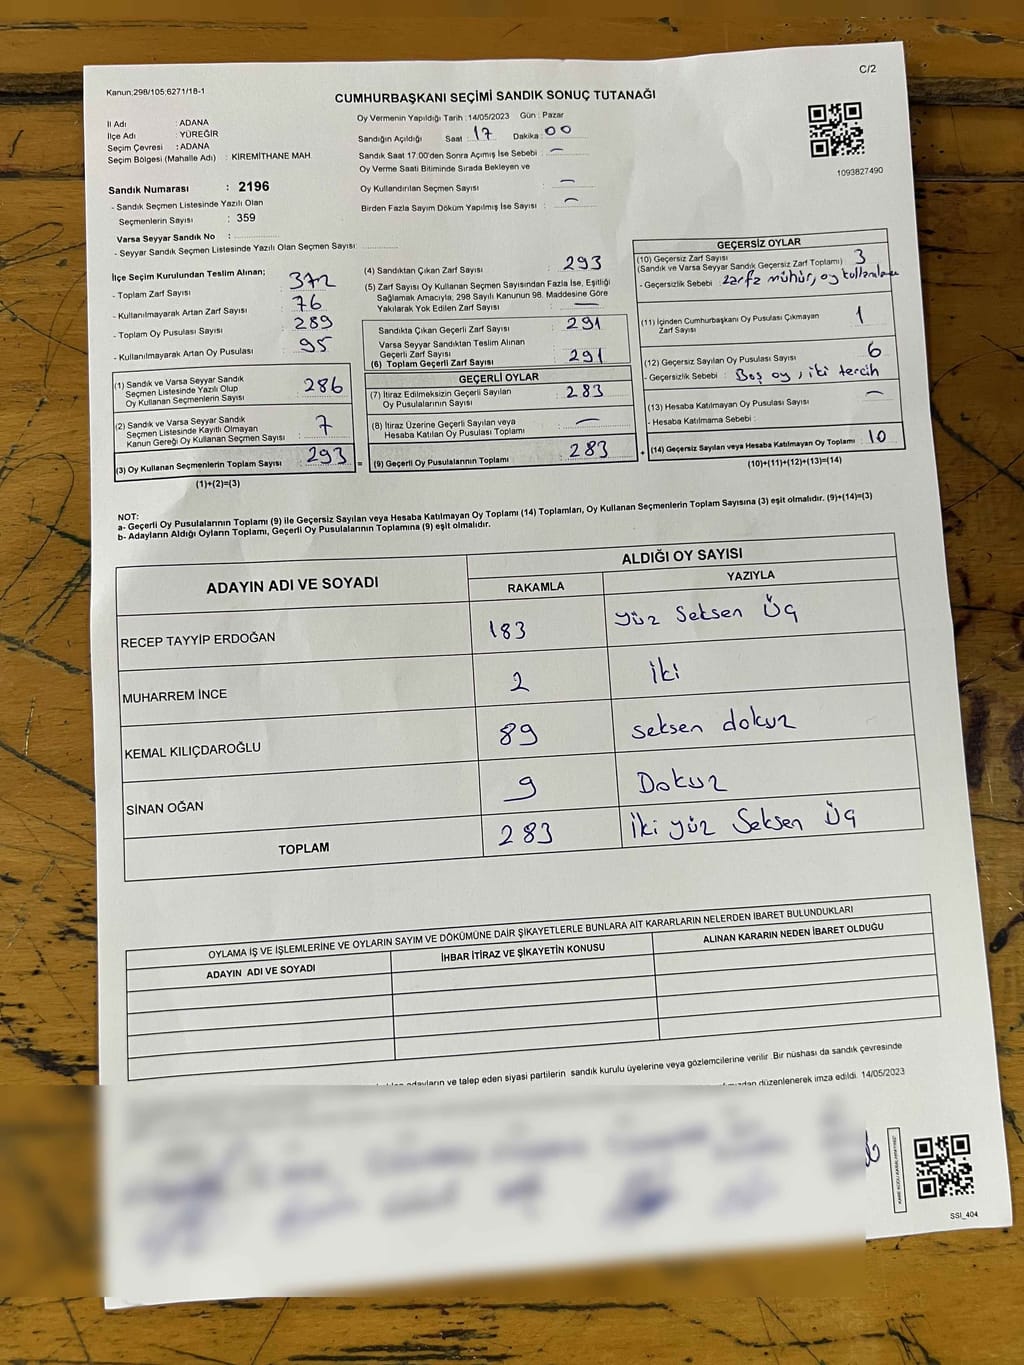 C/2
Kanun;298/105;6271/18-1
CUMHURBAŞKANI SEÇİMİ SANDIK SONUÇ TUTANAĞI
İl Adı : ADANA
İlçe Adı : YÜREĞİR
Seçim Çevresi : ADANA
Seçim Bölgesi (Mahalle Adı) : KİREMİTHANE MAH
Sandık Numarası : 2196
- Sandık Seçmen Listesinde Yazılı Olan
Seçmenlerin Sayısı : 359
Varsa Seyyar Sandık No :
- Seyyar Sandık Seçmen Listesinde Yazılı Olan Seçmen Sayısı:
Oy Vermenin Yapıldığı Tarih : 14/05/2023 Gün : Pazar
Sandığın Açıldığı Saat : 17 Dakika : 00
Sandık Saat 17:00'den Sonra Açımış İse Sebebi : —
Oy Verme Saati Bitiminde Sırada Bekleyen ve
Oy Kullandırılan Seçmen Sayısı : —
Birden Fazla Sayım Döküm Yapılmış İse Sayısı : —
1093827490
İlçe Seçim Kurulundan Teslim Alınan;
- Toplam Zarf Sayısı : 372
- Kullanılmayarak Artan Zarf Sayısı : 76
- Toplam Oy Pusulası Sayısı : 289
- Kullanılmayarak Artan Oy Pusulası : 95
(1) Sandık ve Varsa Seyyar Sandık
Seçmen Listesinde Yazılı Olup
Oy Kullanan Seçmenlerin Sayısı : 286
(2) Sandık ve Varsa Seyyar Sandık
Seçmen Listesinde Kayıtlı Olmayan
Kanun Gereği Oy Kullanan Seçmen Sayısı : 7
(3) Oy Kullanan Seçmenlerin Toplam Sayısı : 293 =
(1)+(2)=(3)
(4) Sandıktan Çıkan Zarf Sayısı : 293
(5) Zarf Sayısı Oy Kullanan Seçmen Sayısından Fazla İse, Eşitliği
Sağlamak Amacıyla, 298 Sayılı Kanunun 98. Maddesine Göre
Yakılarak Yok Edilen Zarf Sayısı : —
Sandıkta Çıkan Geçerli Zarf Sayısı : 291
Varsa Seyyar Sandıktan Teslim Alınan
Geçerli Zarf Sayısı
(6) Toplam Geçerli Zarf Sayısı : 291
GEÇERLİ OYLAR
(7) İtiraz Edilmeksizin Geçerli Sayılan
Oy Pusulalarının Sayısı : 283
(8) İtiraz Üzerine Geçerli Sayılan veya
Hesaba Katılan Oy Pusulası Toplamı : —
(9) Geçerli Oy Pusulalarının Toplamı : 283 +
GEÇERSİZ OYLAR
(10) Geçersiz Zarf Sayısı : 3
(Sandık ve Varsa Seyyar Sandık Geçersiz Zarf Toplamı)
- Geçersizlik Sebebi : zarfa mühür, oy
(11) İçinden Cumhurbaşkanı Oy Pusulası Çıkmayan
Zarf Sayısı : 1
(12) Geçersiz Sayılan Oy Pusulası Sayısı : 6
- Geçersizlik Sebebi : Boş oy, iki tercih
(13) Hesaba Katılmayan Oy Pusulası Sayısı : —
- Hesaba Katılmama Sebebi :
(14) Geçersiz Sayılan veya Hesaba Katılmayan Oy Toplamı : 10
(10)+(11)+(12)+(13)=(14)
NOT:
a- Geçerli Oy Pusulalarının Toplamı (9) ile Geçersiz Sayılan veya Hesaba Katılmayan Oy Toplamı (14) Toplamları, Oy Kullanan Seçmenlerin Toplam Sayısına (3) eşit olmalıdır. (9)+(14)=(3)
b- Adayların Aldığı Oyların Toplamı, Geçerli Oy Pusulalarının Toplamına (9) eşit olmalıdır.
ADAYIN ADI VE SOYADI
ALDIĞI OY SAYISI
RAKAMLA YAZIYLA
RECEP TAYYİP ERDOĞAN 183 Yüz Seksen Üç
MUHARREM İNCE 2 İki
KEMAL KILIÇDAROĞLU 89 seksen dokuz
SİNAN OĞAN 9 Dokuz
TOPLAM 283 İki yüz Seksen Üç
OYLAMA İŞ VE İŞLEMLERİNE VE OYLARIN SAYIM VE DÖKÜMÜNE DAİR ŞİKAYETLERLE BUNLARA AİT KARARLARIN NELERDEN İBARET BULUNDUKLARI
ADAYIN ADI VE SOYADI İHBAR İTİRAZ VE ŞİKAYETİN KONUSU ALINAN KARARIN NEDEN İBARET OLDUĞU
adayların ve talep eden siyasi partilerin sandık kurulu üyelerine veya gözlemcilerine verilir. Bir nüshası da sandık çevresinde
düzenlenerek imza edildi. 14/05/2023
SSI_404